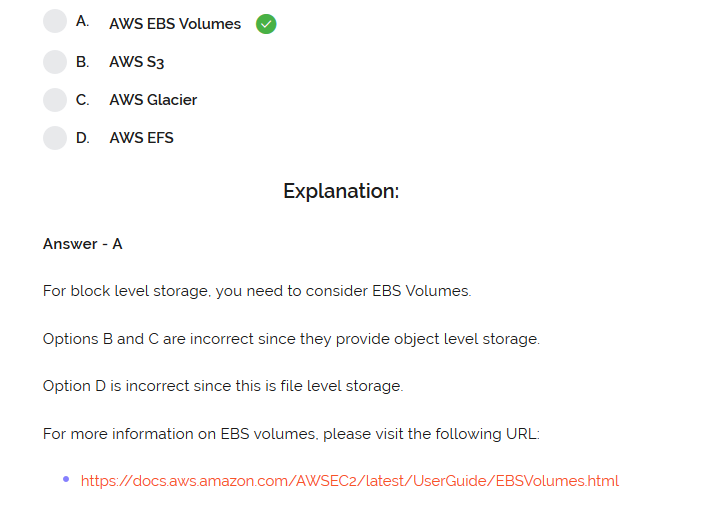 A. AWS EBS Volumes
B. AWS S3
C. AWS Glacier
D. AWS EFS
Explanation:
Answer - A
For block level storage, you need to consider EBS Volumes.
Options B and C are incorrect since they provide object level storage.
Option D is incorrect since this is file level storage.
For more information on EBS volumes, please visit the following URL:
https://docs.aws.amazon.com/AWSEC2/latest/UserGuide/EBSVolumes.html